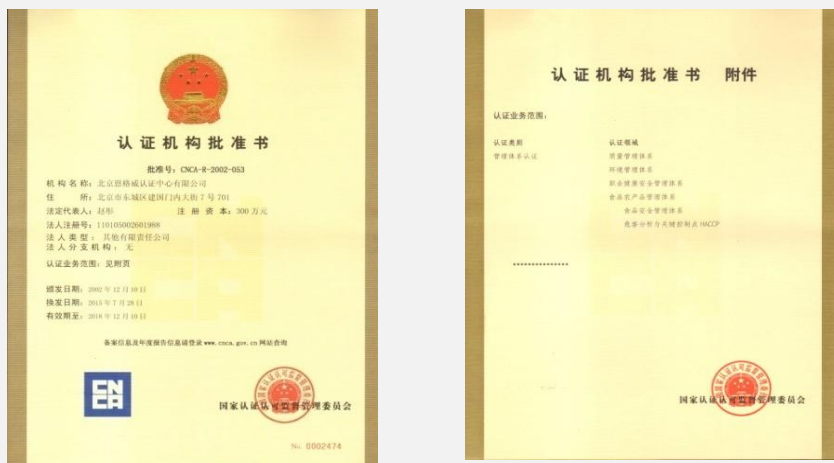 认证机构批准书
批准号：CNCA-R-2002-053
机构名称：北京恩格威认证中心有限公司
住 所：北京市东城区建国门内大街7号701
法定代表人：赵彤 注册资本：300万元
法人注册号：110105002601988
法人类型：其他有限责任公司
法人分支机构：无
认证业务范围：见附页
颁发日期：2002年12月10日
换发日期：2015年7月28日
有效期至：2018年12月10日
备案信息及年度报告信息请登录www.cnca.gov.cn网站查询
CNCA
国家认证认可监督管理委员会
No. 0002474
认证机构批准书 附件
认证业务范围：
认证类别 认证领域
管理体系认证 质量管理体系
环境管理体系
职业健康安全管理体系
食品农产品管理体系
食品安全管理体系
危害分析与关键控制点HACCP
国家认证认可监督管理委员会